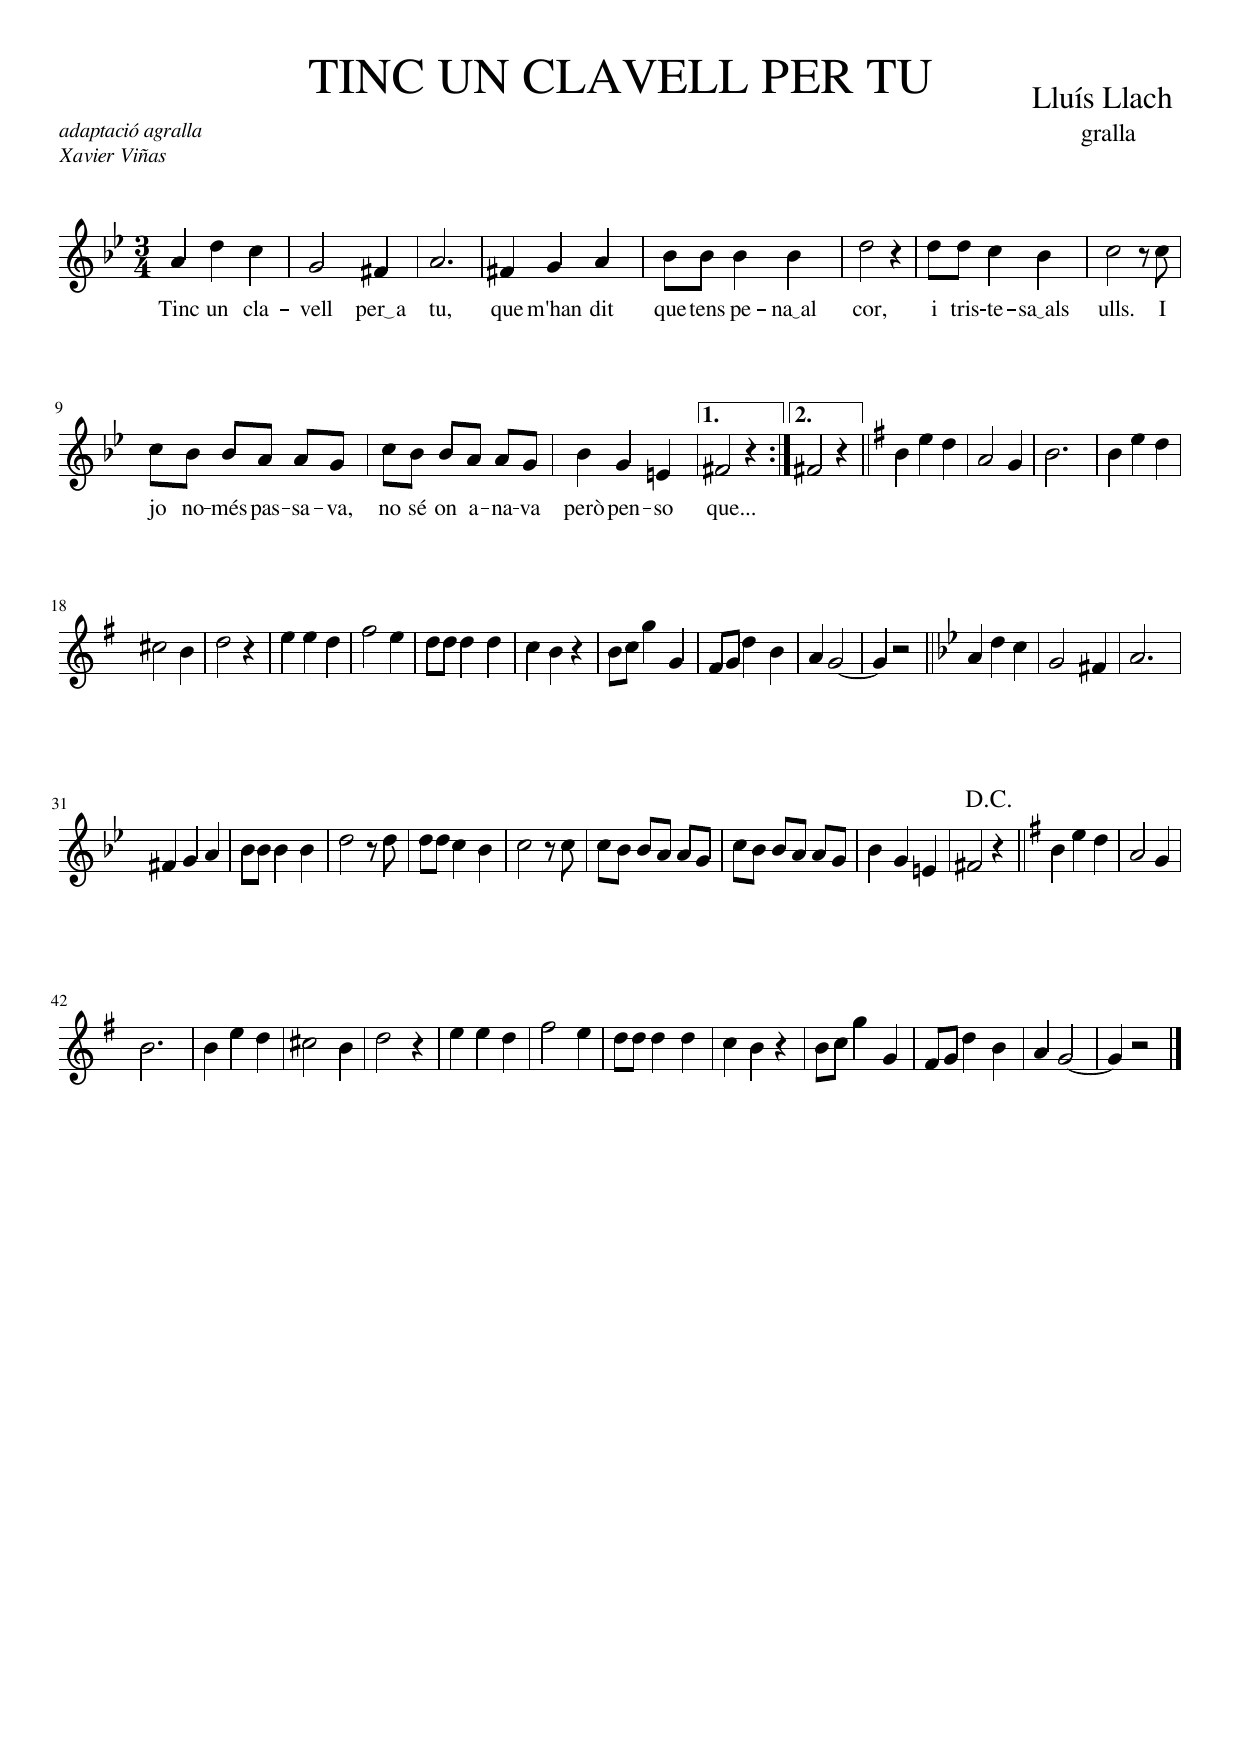 TINC UN CLAVELL PER TU
Lluís Llach
gralla
adaptació agralla
Xavier Viñas
3
4
Tinc un cla – vell per‿a tu, que m'han dit que tens pe – na‿al cor, i tris-te – sa‿als ulls. I
9
1. 2.
jo no-més pas-sa – va, no sé on a-na-va però pen-so que...
18
31
D.C.
42